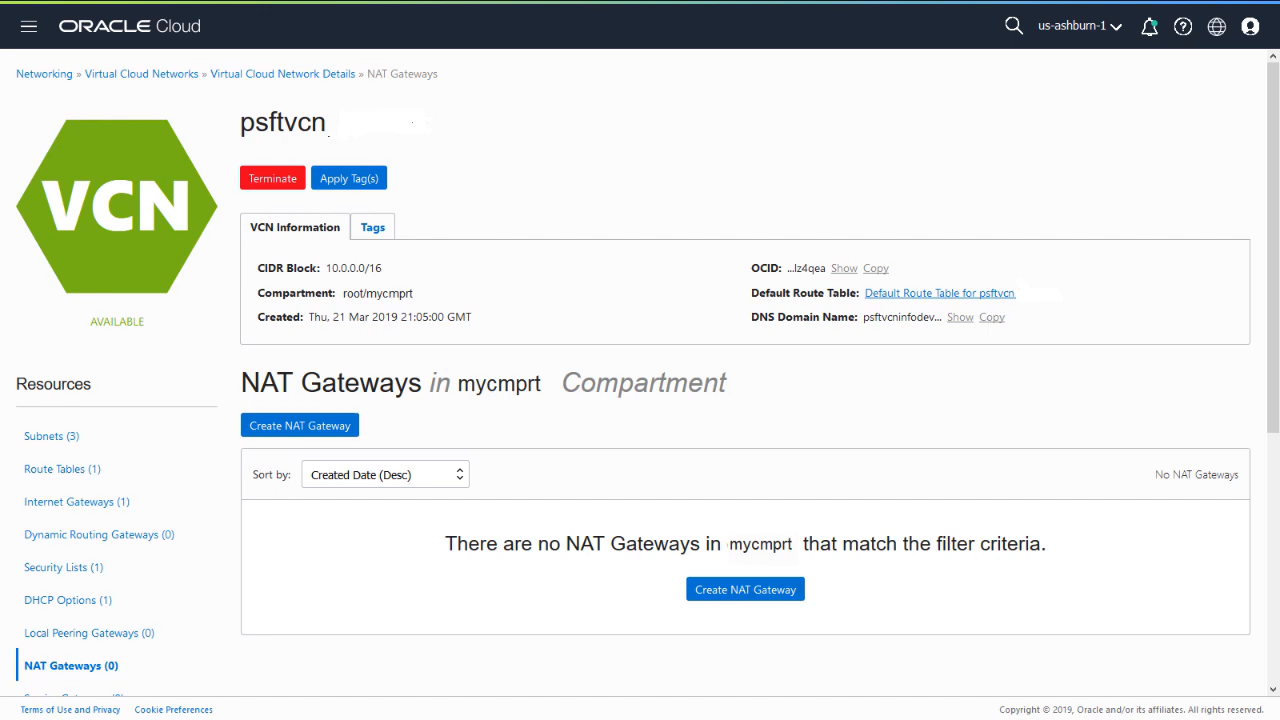 ORACLE Cloud
us-ashburn-1
Networking » Virtual Cloud Networks » Virtual Cloud Network Details » NAT Gateways
VCN
AVAILABLE
psftvcn
Terminate
Apply Tag(s)
VCN Information
Tags
CIDR Block: 10.0.0.0/16
Compartment: root/mycmprt
Created: Thu, 21 Mar 2019 21:05:00 GMT
OCID: ...lz4qea Show Copy
Default Route Table: Default Route Table for psftvcn
DNS Domain Name: psftvcninfodev... Show Copy
Resources
Subnets (3)
Route Tables (1)
Internet Gateways (1)
Dynamic Routing Gateways (0)
Security Lists (1)
DHCP Options (1)
Local Peering Gateways (0)
NAT Gateways (0)
NAT Gateways in mycmprt Compartment
Create NAT Gateway
Sort by: Created Date (Desc)
No NAT Gateways
There are no NAT Gateways in mycmprt that match the filter criteria.
Create NAT Gateway
Terms of Use and Privacy
Cookie Preferences
Copyright © 2019, Oracle and/or its affiliates. All rights reserved.